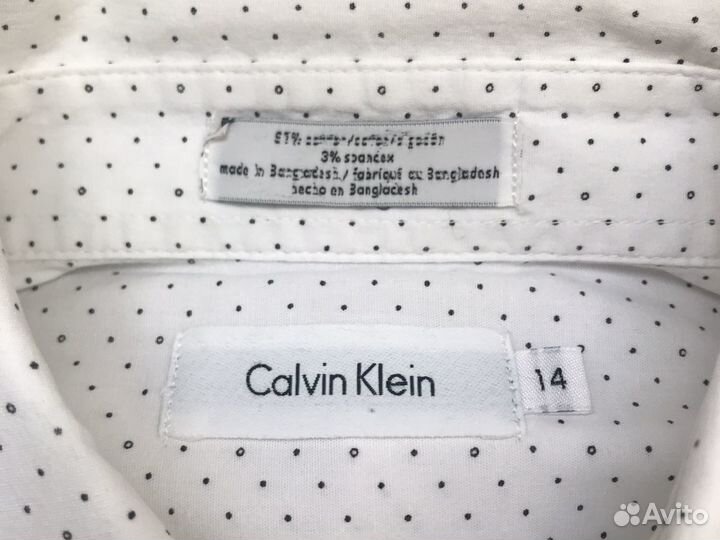 3% spandex
made in Bangladesh / fabriqué au Bangladesh
hecho en Bangladesh
Calvin Klein
14
Avito